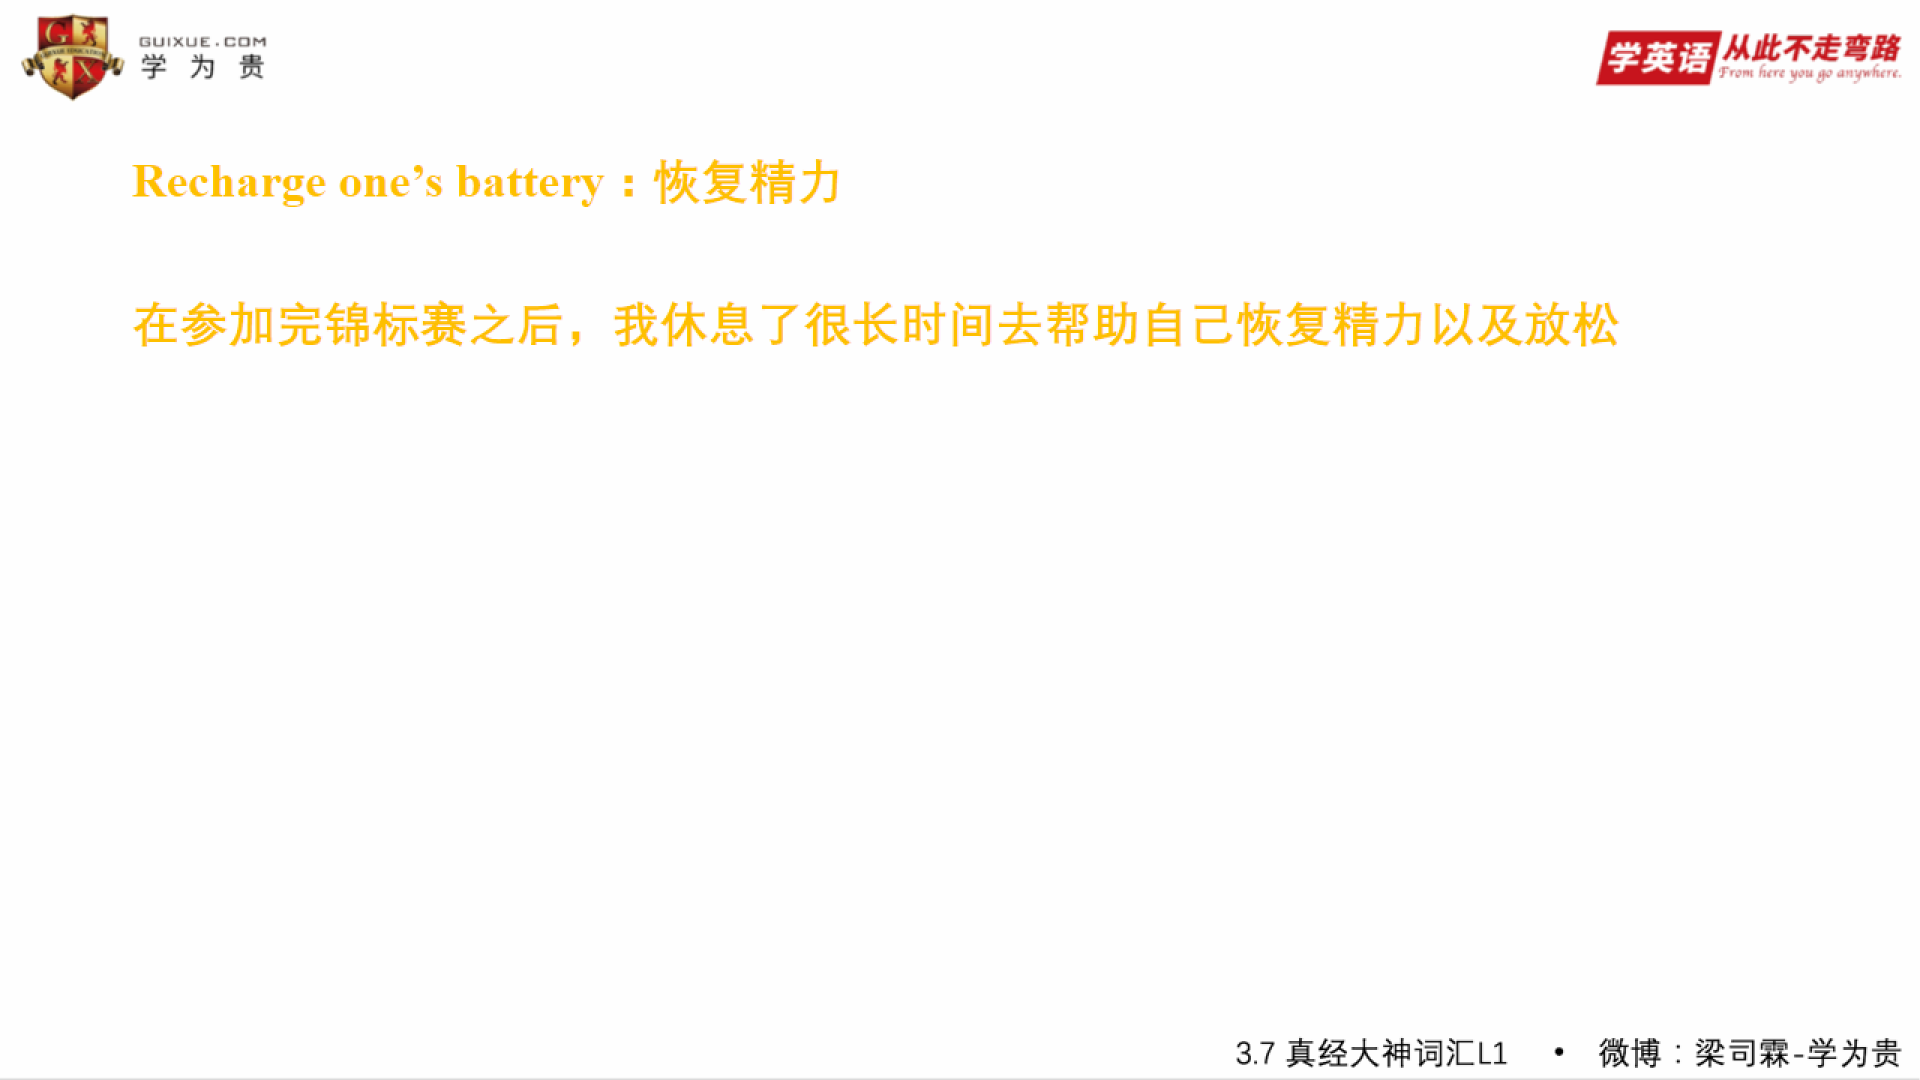 GUIXUE.COM
学为贵
学英语 从此不走弯路
From here you go anywhere.
Recharge one’s battery：恢复精力
在参加完锦标赛之后，我休息了很长时间去帮助自己恢复精力以及放松
3.7 真经大神词汇L1 • 微博：梁司霖-学为贵